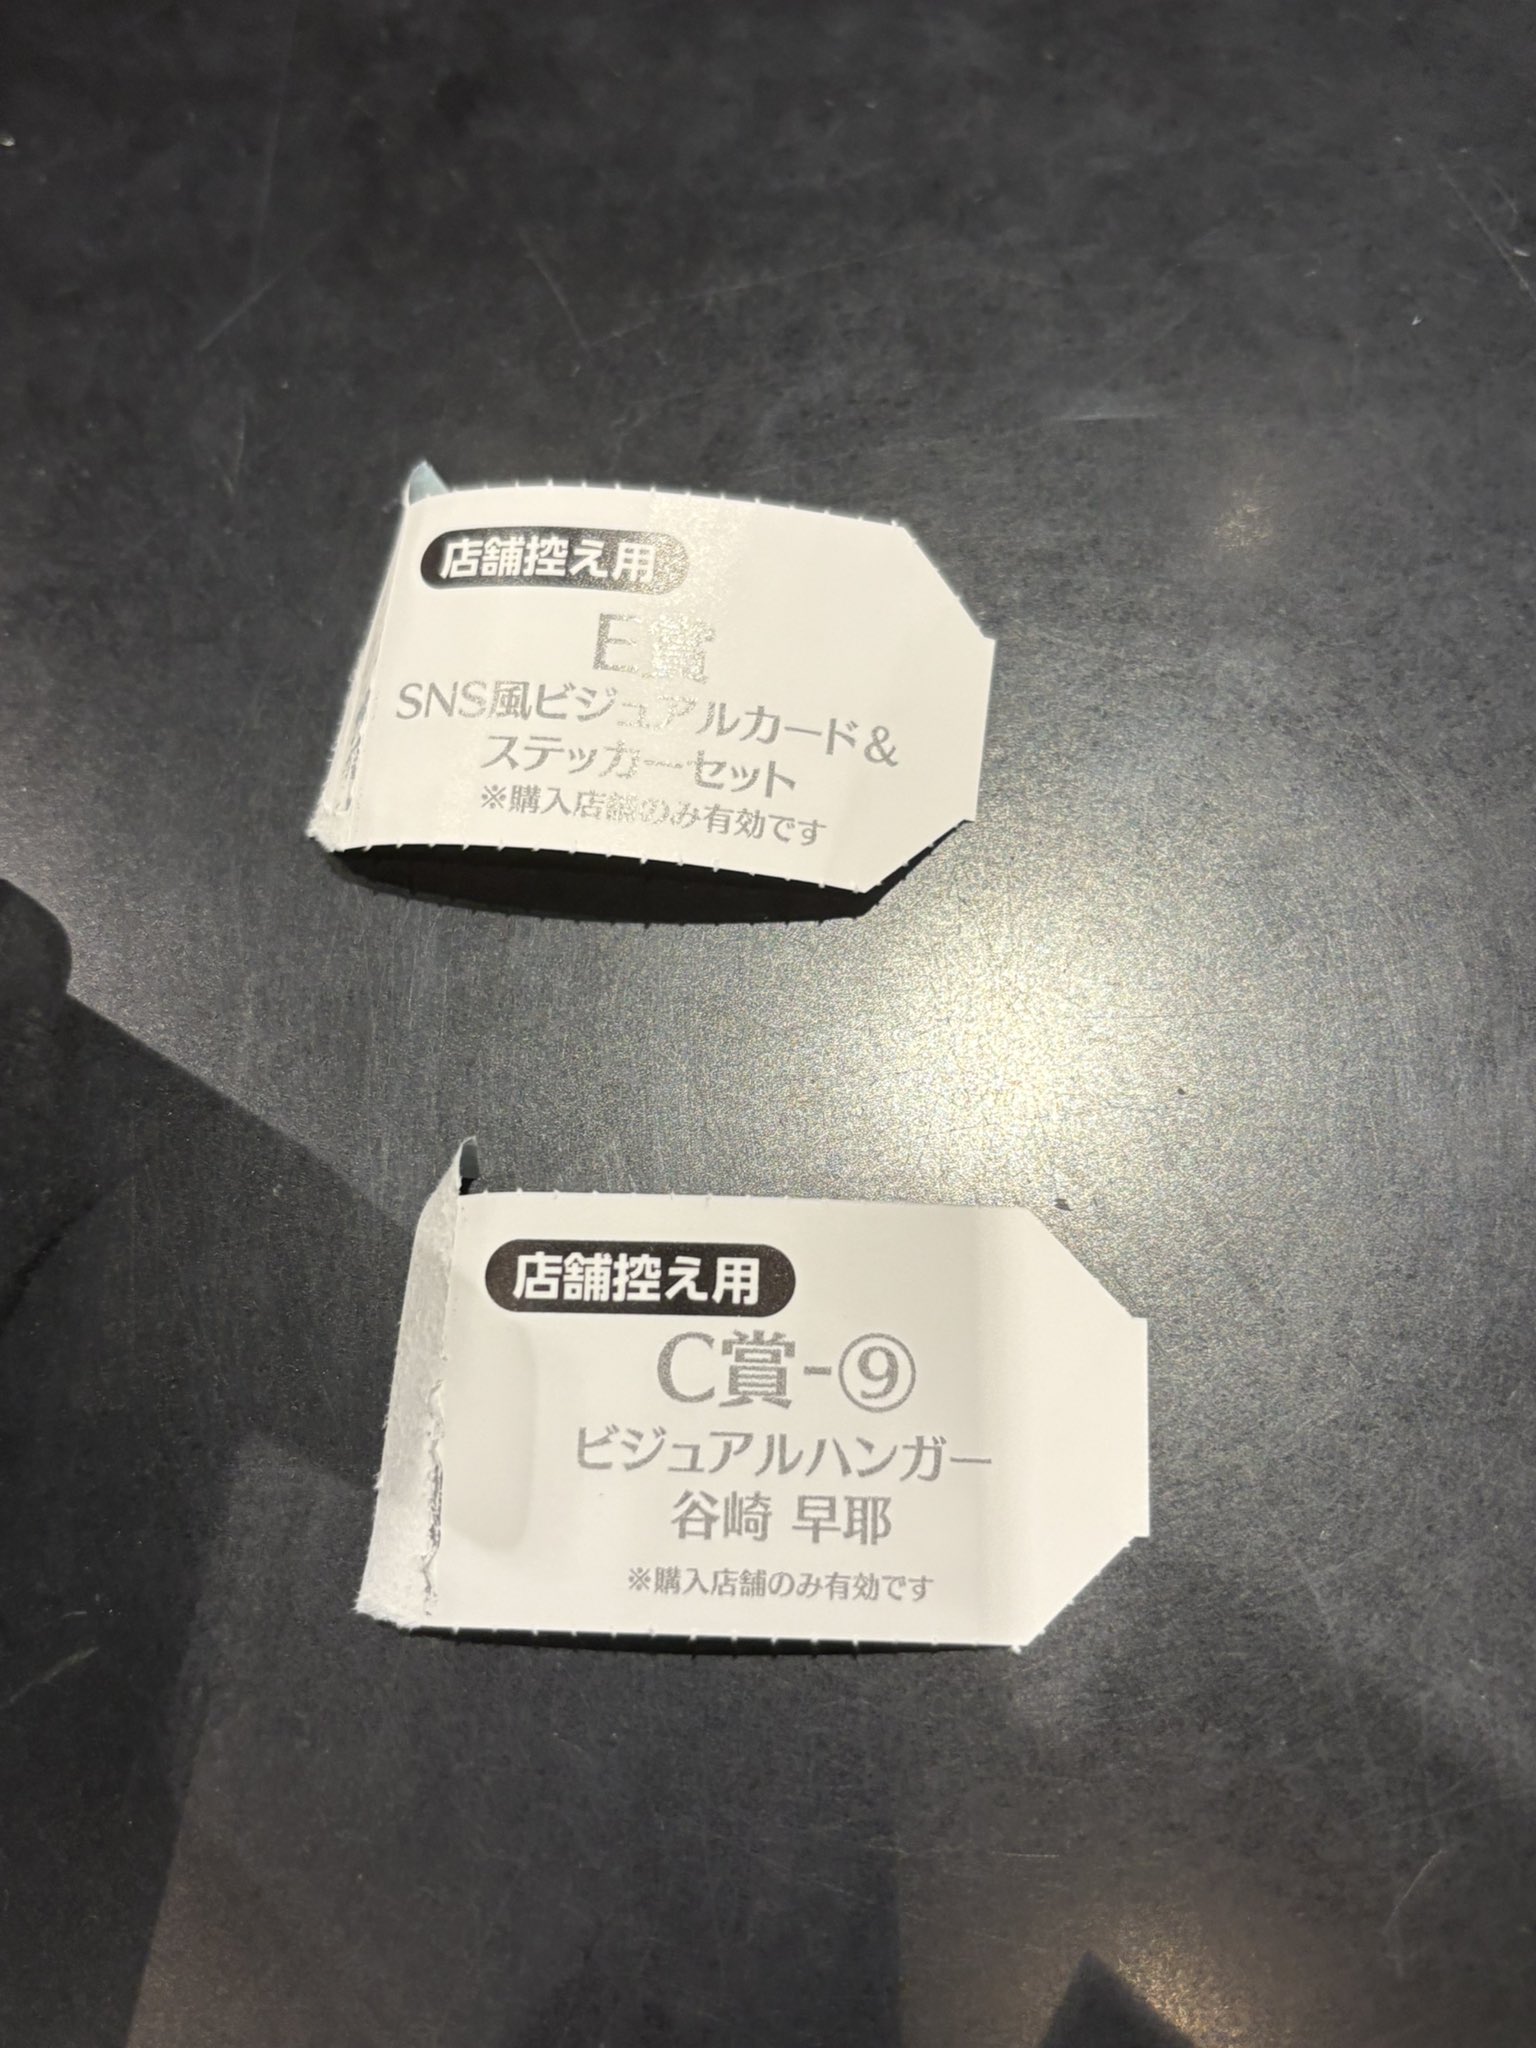 店舗控え用
E賞
SNS風ビジュアルカード&
ステッカーセット
※購入店舗のみ有効です
店舗控え用
C賞-⑨
ビジュアルハンガー
谷崎 早耶
※購入店舗のみ有効です